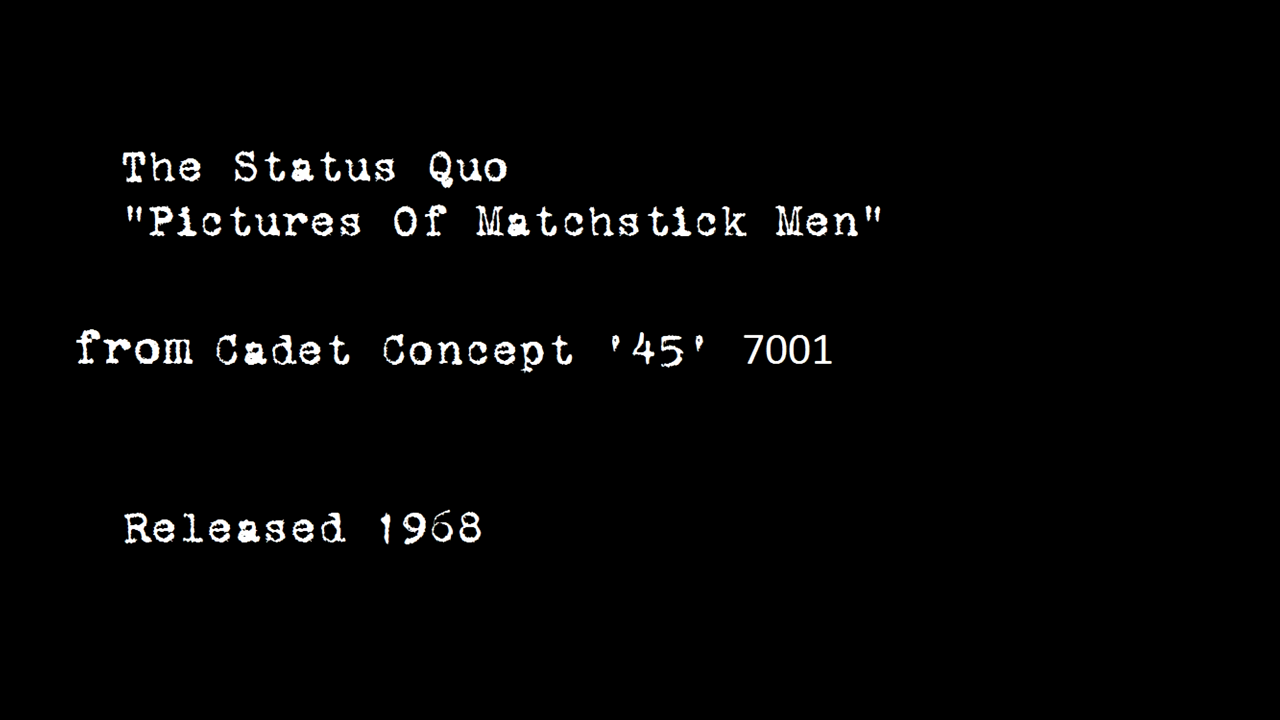 The Status Quo
"Pictures Of Matchstick Men"
from Cadet Concept '45' 7001
Released 1968